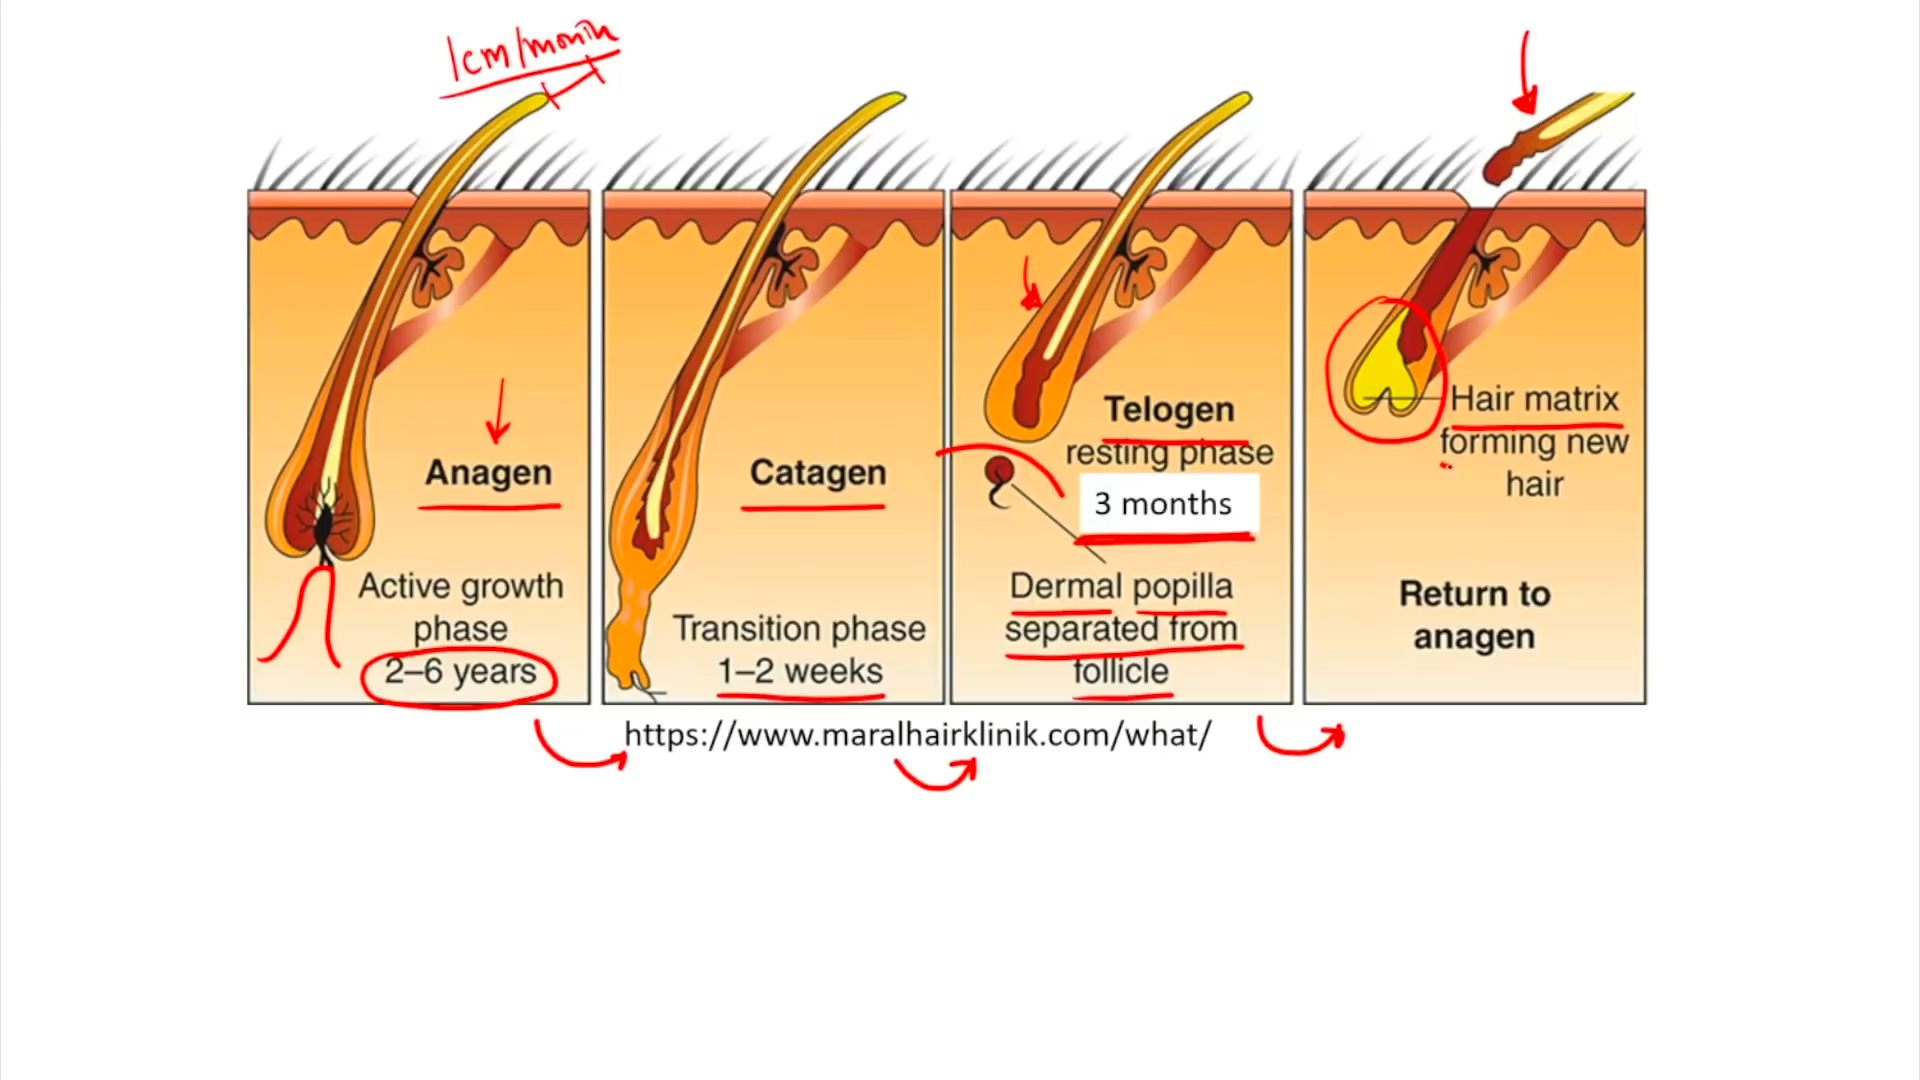 1cm/month
Anagen
Active growth
phase
2–6 years
Catagen
Transition phase
1–2 weeks
Telogen
resting phase
3 months
Dermal popilla
separated from
follicle
Hair matrix
forming new
hair
Return to
anagen
https://www.maralhairklinik.com/what/